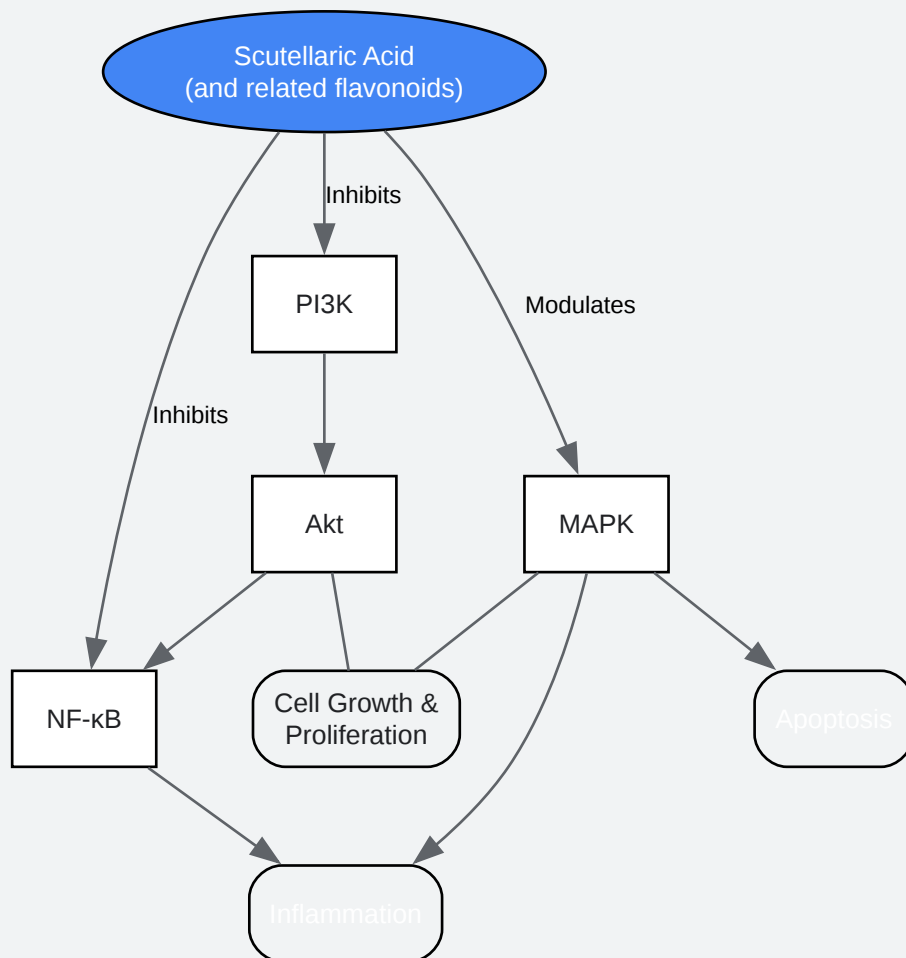 Scutellaric Acid
(and related flavonoids)
Inhibits
PI3K
Modulates
Inhibits
Akt
MAPK
NF-κB
Cell Growth &
Proliferation
Apoptosis
Inflammation